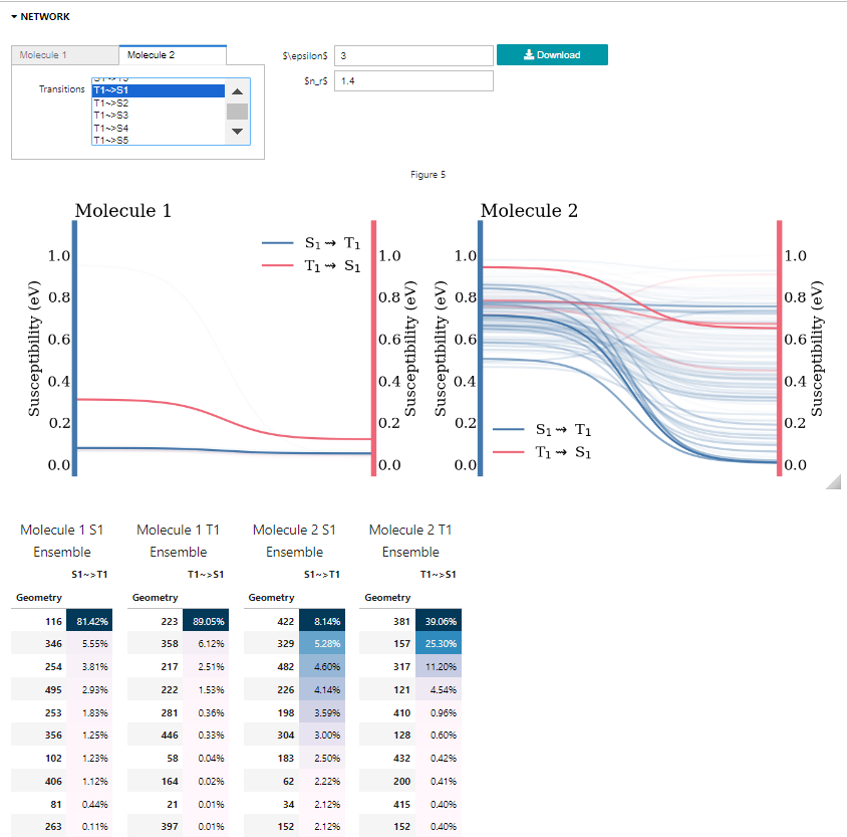 NETWORK
Molecule 1 Molecule 2
$\epsilon$ 3 Download
$n_r$ 1.4
Transitions
T1~>S1
T1~>S2
T1~>S3
T1~>S4
T1~>S5
Figure 5
Molecule 1 Molecule 2
S1 ⇝ T1
T1 ⇝ S1
1.0 1.0 1.0 1.0
0.8 0.8 0.8 0.8
0.6 0.6 0.6 0.6
0.4 0.4 0.4 0.4
0.2 0.2 0.2 0.2
0.0 0.0 0.0 0.0
Susceptibility (eV) Susceptibility (eV) Susceptibility (eV) Susceptibility (eV)
S1 ⇝ T1
T1 ⇝ S1
Molecule 1 S1 Molecule 1 T1 Molecule 2 S1 Molecule 2 T1
Ensemble Ensemble Ensemble Ensemble
S1~>T1 T1~>S1 S1~>T1 T1~>S1
Geometry Geometry Geometry Geometry
116 81.42% 223 89.05% 422 8.14% 381 39.06%
346 5.55% 358 6.12% 329 5.28% 157 25.30%
254 3.81% 217 2.51% 482 4.60% 317 11.20%
495 2.93% 222 1.53% 226 4.14% 121 4.54%
253 1.83% 281 0.36% 198 3.59% 410 0.96%
356 1.25% 446 0.33% 304 3.00% 128 0.60%
102 1.23% 58 0.04% 183 2.50% 432 0.42%
406 1.12% 164 0.02% 62 2.22% 200 0.41%
81 0.44% 21 0.01% 34 2.12% 415 0.40%
263 0.11% 397 0.01% 152 2.12% 152 0.40%